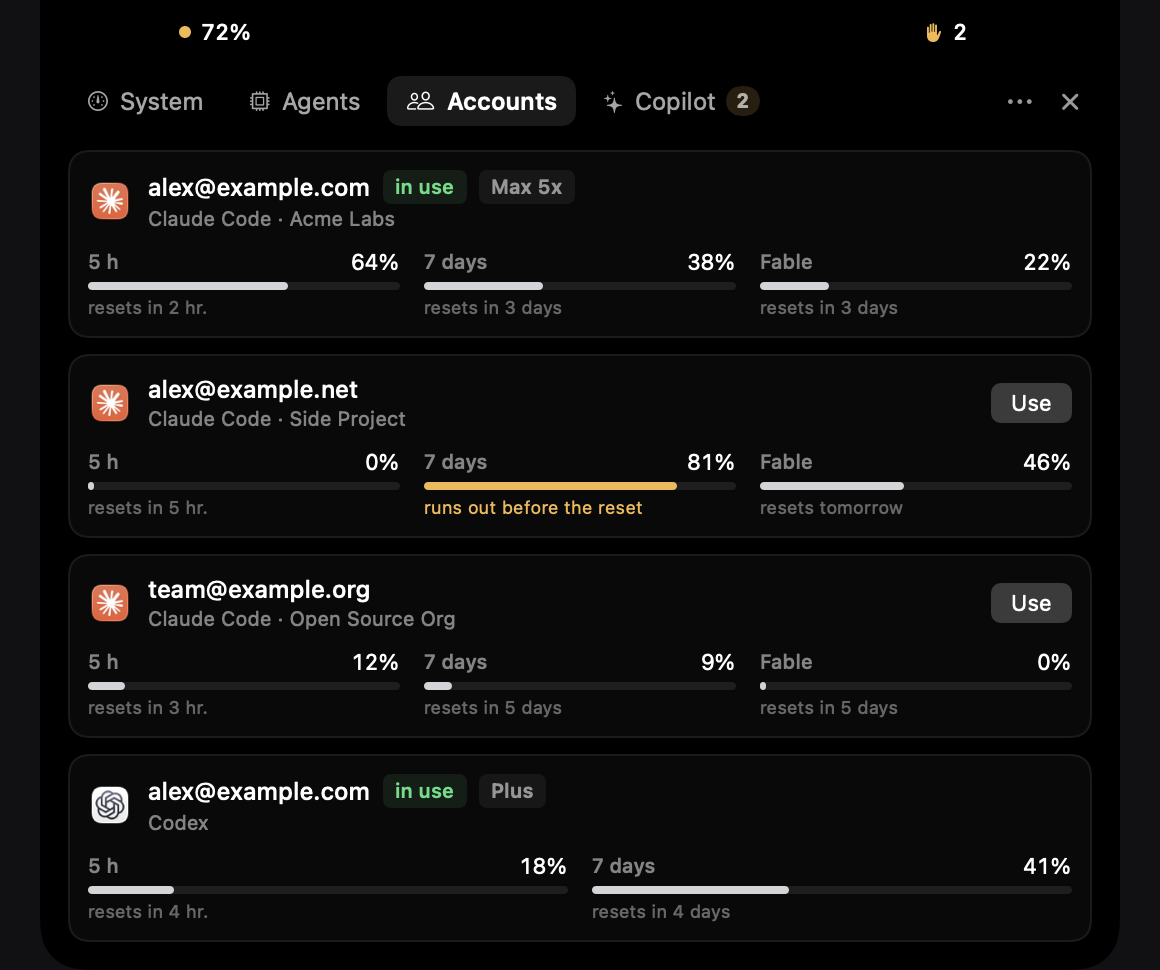 72% 2
System Agents Accounts Copilot 2
alex@example.com in use Max 5x
Claude Code · Acme Labs
5 h 64% 7 days 38% Fable 22%
resets in 2 hr. resets in 3 days resets in 3 days
alex@example.net
Claude Code · Side Project
Use
5 h 0% 7 days 81% Fable 46%
resets in 5 hr. runs out before the reset resets tomorrow
team@example.org
Claude Code · Open Source Org
Use
5 h 12% 7 days 9% Fable 0%
resets in 3 hr. resets in 5 days resets in 5 days
alex@example.com in use Plus
Codex
5 h 18% 7 days 41%
resets in 4 hr. resets in 4 days